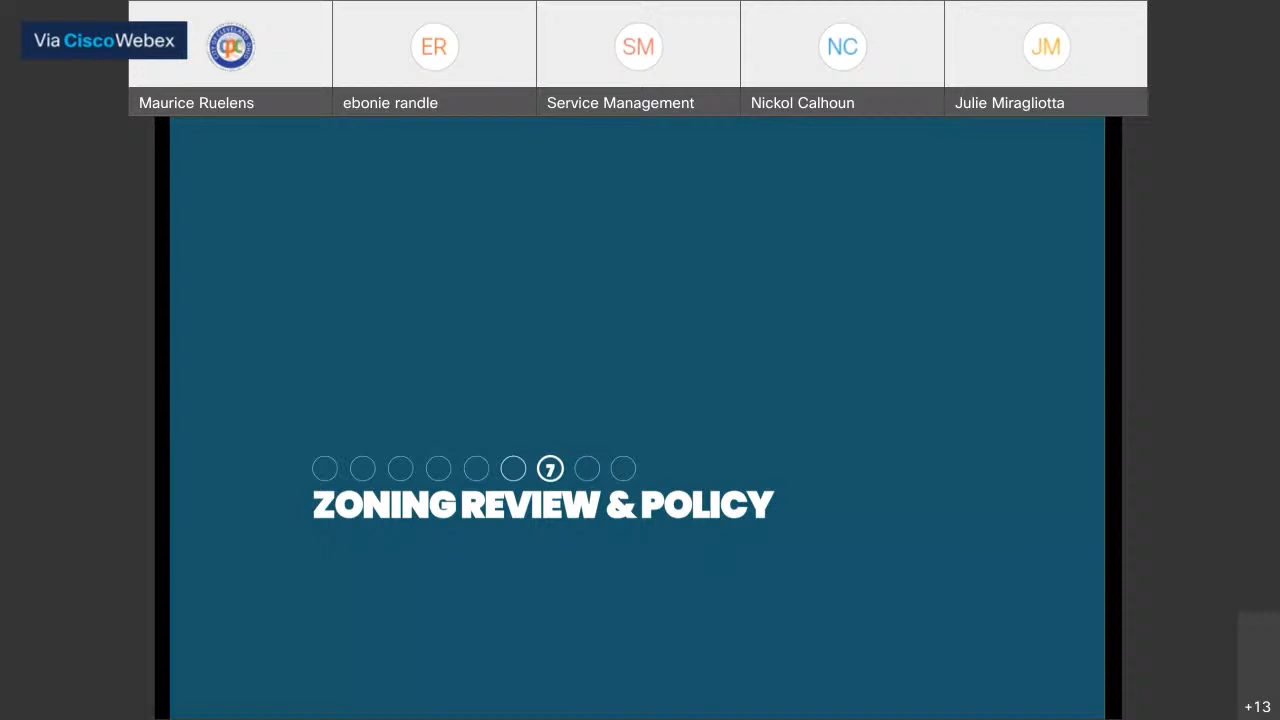 Via CiscoWebex
CPC
ER
SM
NC
JM
Maurice Ruelens
ebonie randle
Service Management
Nickol Calhoun
Julie Miragliotta
7
ZONING REVIEW & POLICY
+13